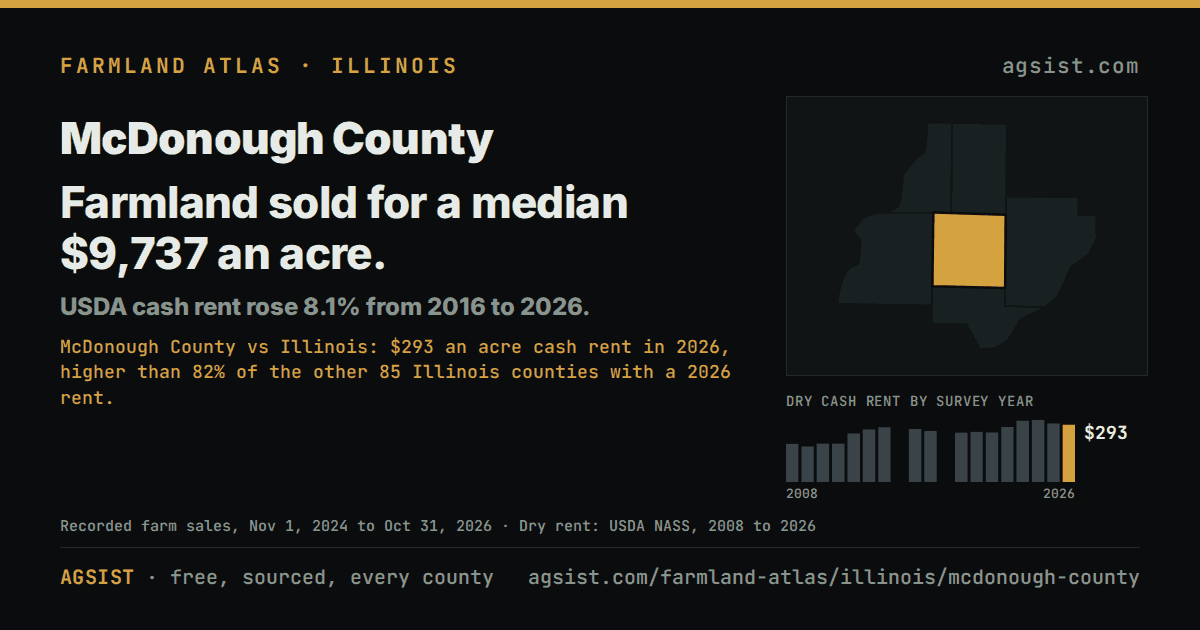 FARMLAND ATLAS · ILLINOIS
agsist.com
McDonough County
Farmland sold for a median
$9,737 an acre.
USDA cash rent rose 8.1% from 2016 to 2026.
McDonough County vs Illinois: $293 an acre cash rent in 2026,
higher than 82% of the other 85 Illinois counties with a 2026
rent.
DRY CASH RENT BY SURVEY YEAR
$293
2008
2026
Recorded farm sales, Nov 1, 2024 to Oct 31, 2026 · Dry rent: USDA NASS, 2008 to 2026
AGSIST · free, sourced, every county
agsist.com/farmland-atlas/illinois/mcdonough-county